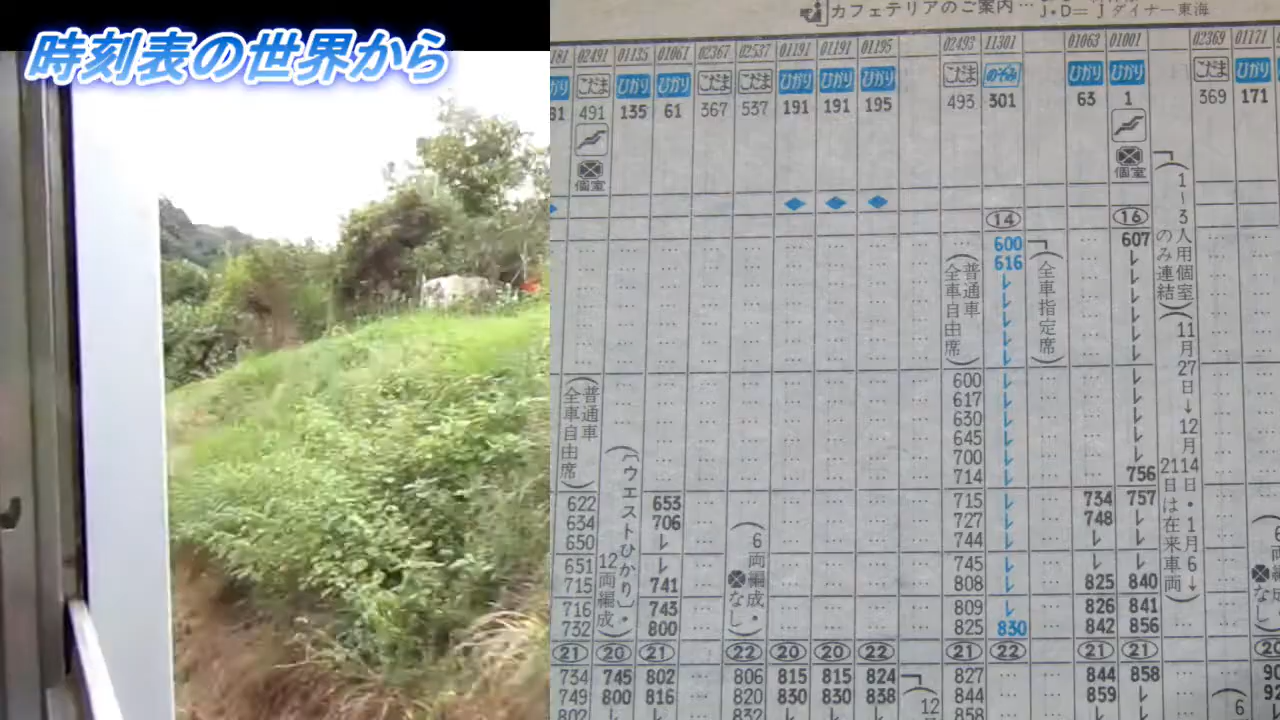 時刻表の世界から
カフェテリアのご案内…
J・D=Jダイナー東海
181 02491 01135 01061 02367 02537 01191 01191 01195 02493 11301 01063 01001 02369 01171
こだま ひかり ひかり こだま こだま ひかり ひかり ひかり こだま のぞみ ひかり ひかり こだま ひかり
491 135 61 367 537 191 191 195 493 301 63 1 369 171
個室 個室
14 16
600 607
616
600
617
630
645
700
714 756
622 653 715 734 757
634 706 727 748
650 744
651 745
715 741 808 825 840
716 743 809 826 841
732 800 825 830 842 856
21 20 21 22 20 20 22 21 22 21 21
734 745 802 806 815 815 824 827 844 858
749 800 816 820 830 830 838 844 859
802 832 858
(普通車全車自由席)
(〔ウエストひかり〕・12両編成)
(6両編成・なし)
(普通車全車自由席)
(全車指定席)
(1〜3人用個室のみ連結)
(11月27日→12月14日・1月6→21日は在来車両)
12
6